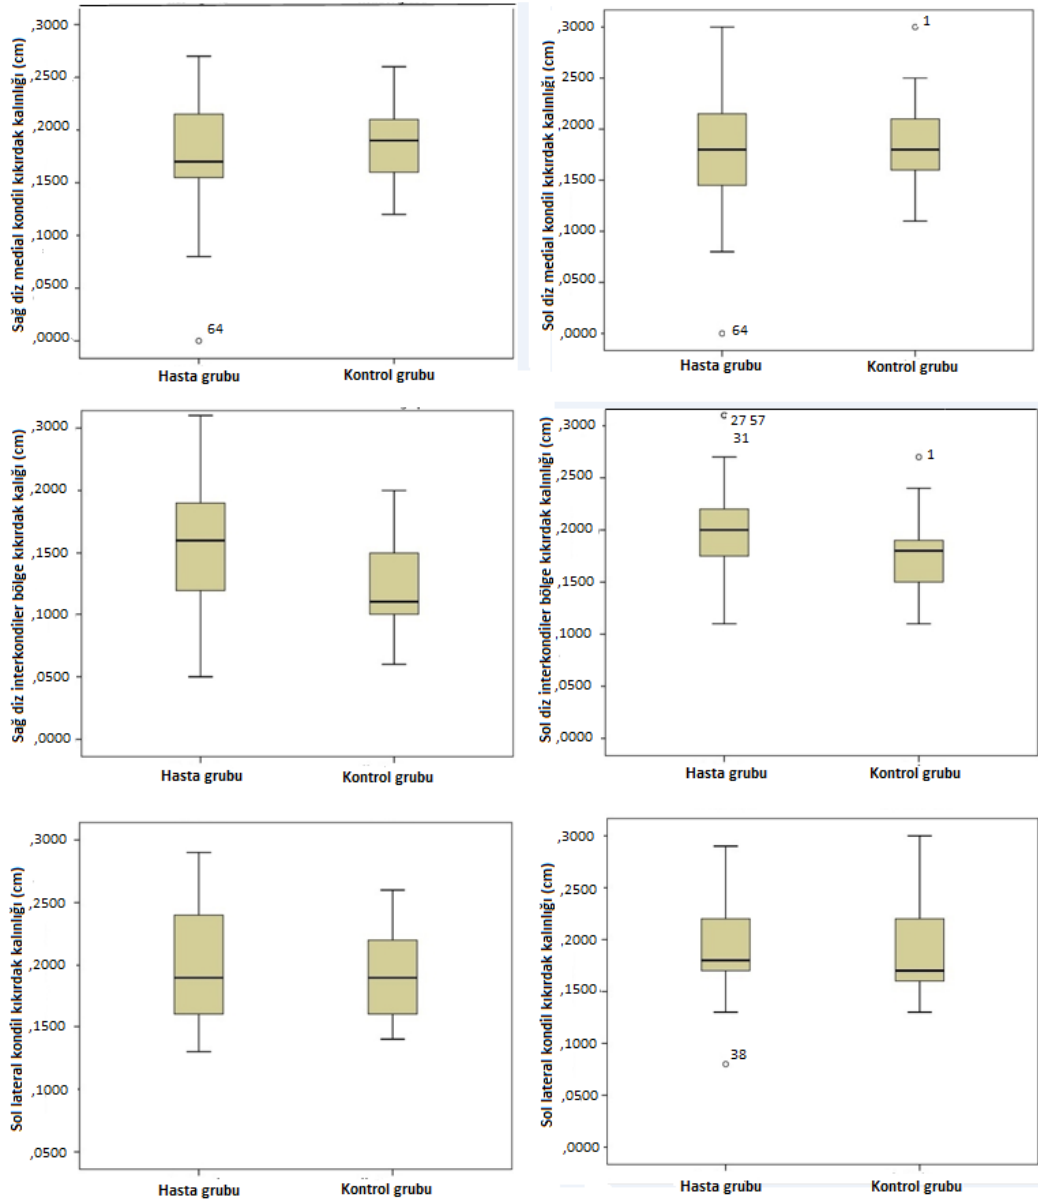 Sağ diz medial kondil kıkırdak kalınlığı (cm)
,3000
,2500
,2000
,1500
,1000
,0500
,0000
64
Hasta grubu
Kontrol grubu
Sol diz medial kondil kıkırdak kalınlığı (cm)
,3000
,2500
,2000
,1500
,1000
,0500
,0000
1
64
Hasta grubu
Kontrol grubu
Sağ diz interkondiler bölge kıkırdak kalığı (cm)
,3000
,2000
,1500
,1000
,0500
,0000
Hasta grubu
Kontrol grubu
Sol diz interkondiler bölge kıkırdak kalınlığı (cm)
,3000
,2500
,2000
,1500
,1000
,0500
,0000
27 57
31
1
Hasta grubu
Kontrol grubu
Sol lateral kondil kıkırdak kalınlığı (cm)
,3000
,2500
,2000
,1500
,1000
,0500
Hasta grubu
Kontrol grubu
Sol lateral kondil kıkırdak kalınlığı (cm)
,3000
,2500
,2000
,1500
,1000
,0500
,0000
38
Hasta grubu
Kontrol grubu